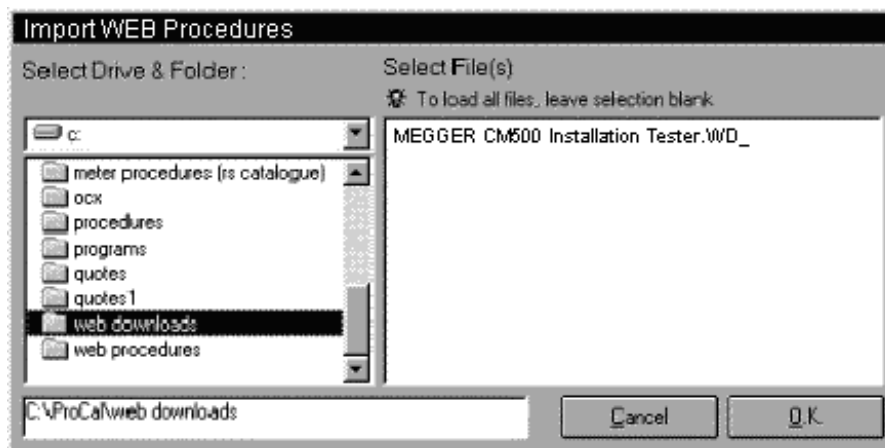 Import WEB Procedures
Select Drive & Folder :
Select File(s)
To load all files, leave selection blank
c:
MEGGER CM500 Installation Tester.WD_
meter procedures (rs catalogue)
ocx
procedures
programs
quotes
quotes1
web downloads
web procedures
C:\ProCal\web downloads
Cancel
O.K.